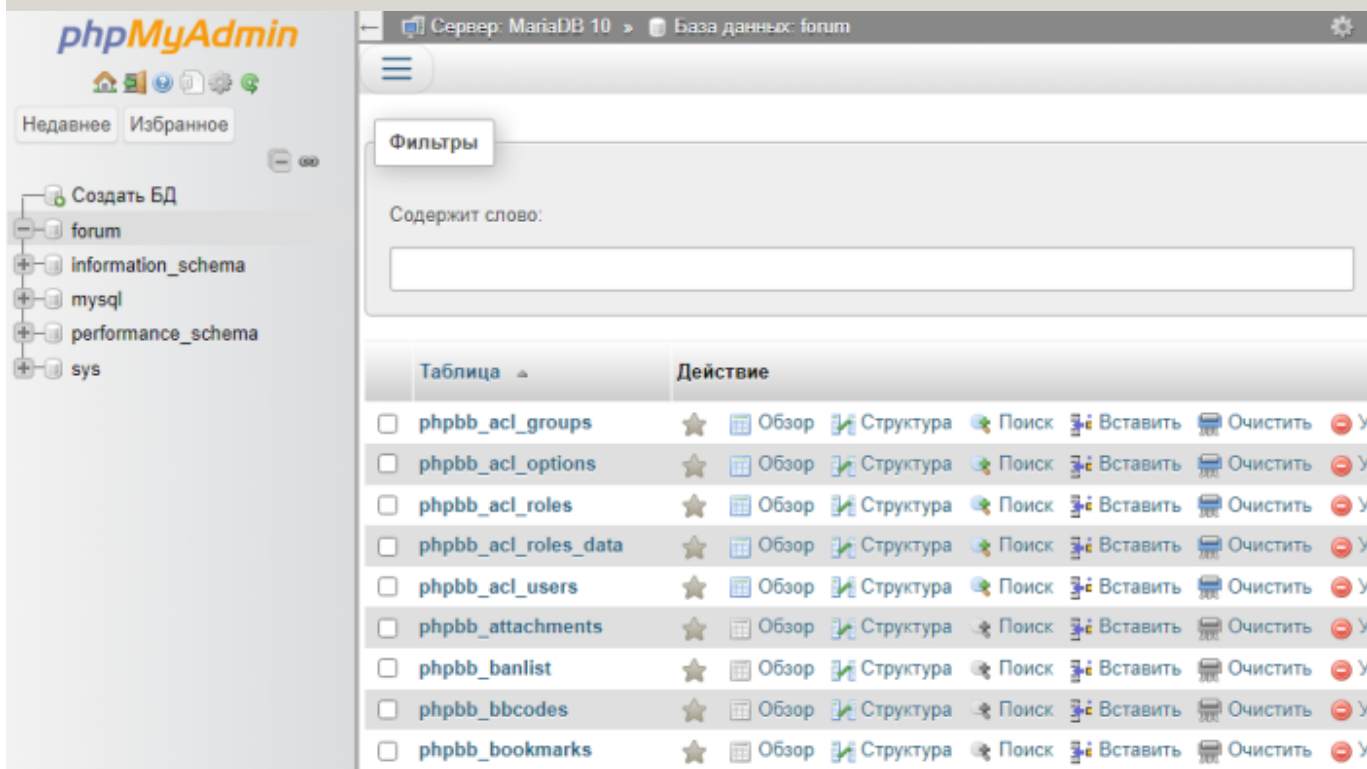 phpMyAdmin
Недавнее Избранное
Создать БД
forum
information_schema
mysql
performance_schema
sys
← Сервер: MariaDB 10 » База данных: forum
Фильтры
Содержит слово:
Таблица Действие
phpbb_acl_groups Обзор Структура Поиск Вставить Очистить У
phpbb_acl_options Обзор Структура Поиск Вставить Очистить У
phpbb_acl_roles Обзор Структура Поиск Вставить Очистить У
phpbb_acl_roles_data Обзор Структура Поиск Вставить Очистить У
phpbb_acl_users Обзор Структура Поиск Вставить Очистить У
phpbb_attachments Обзор Структура Поиск Вставить Очистить У
phpbb_banlist Обзор Структура Поиск Вставить Очистить У
phpbb_bbcodes Обзор Структура Поиск Вставить Очистить У
phpbb_bookmarks Обзор Структура Поиск Вставить Очистить У